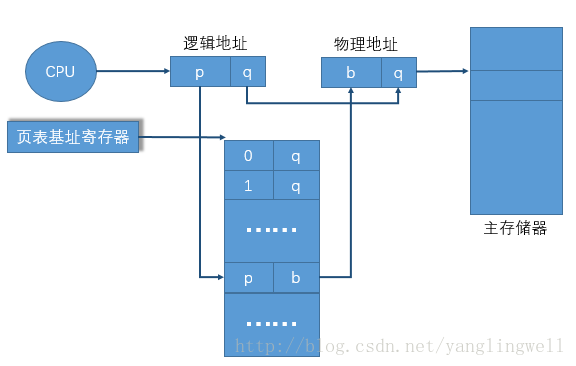 逻辑地址
物理地址
CPU
p q
b q
页表基址寄存器
0 q
1 q
……
p b
……
主存储器
http://blog.csdn.net/yanglingwell